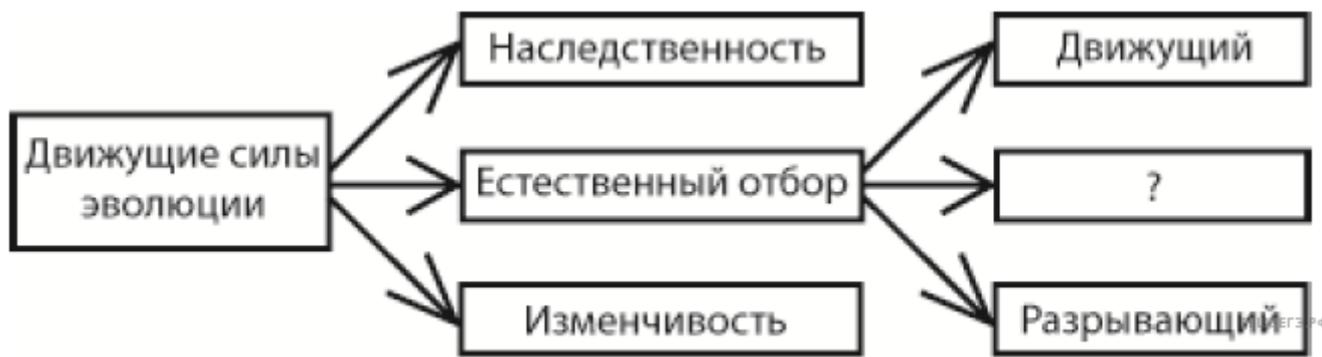 Наследственность
Движущий
Движущие силы
эволюции
Естественный отбор
?
Изменчивость
Разрывающий